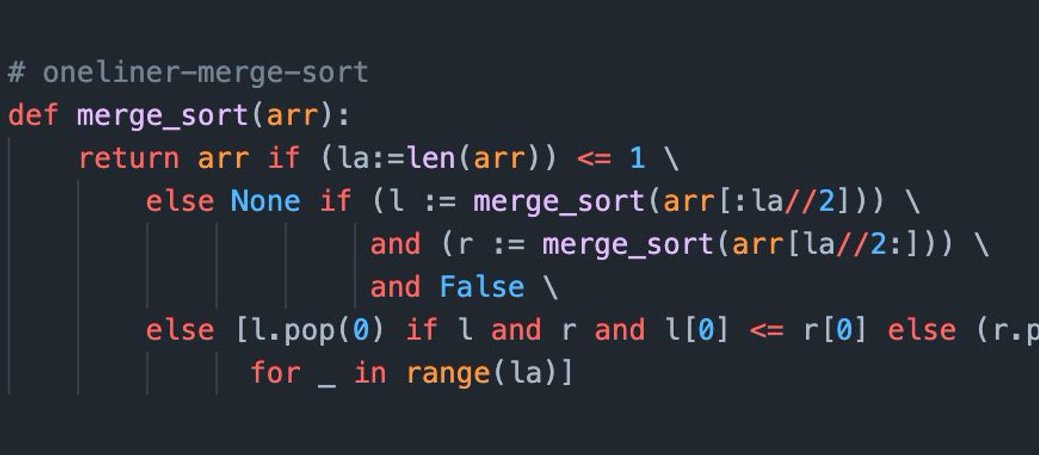 # oneliner-merge-sort
def merge_sort(arr):
return arr if (la:=len(arr)) <= 1 \
else None if (l := merge_sort(arr[:la//2])) \
and (r := merge_sort(arr[la//2:])) \
and False \
else [l.pop(0) if l and r and l[0] <= r[0] else (r.p
for _ in range(la)]